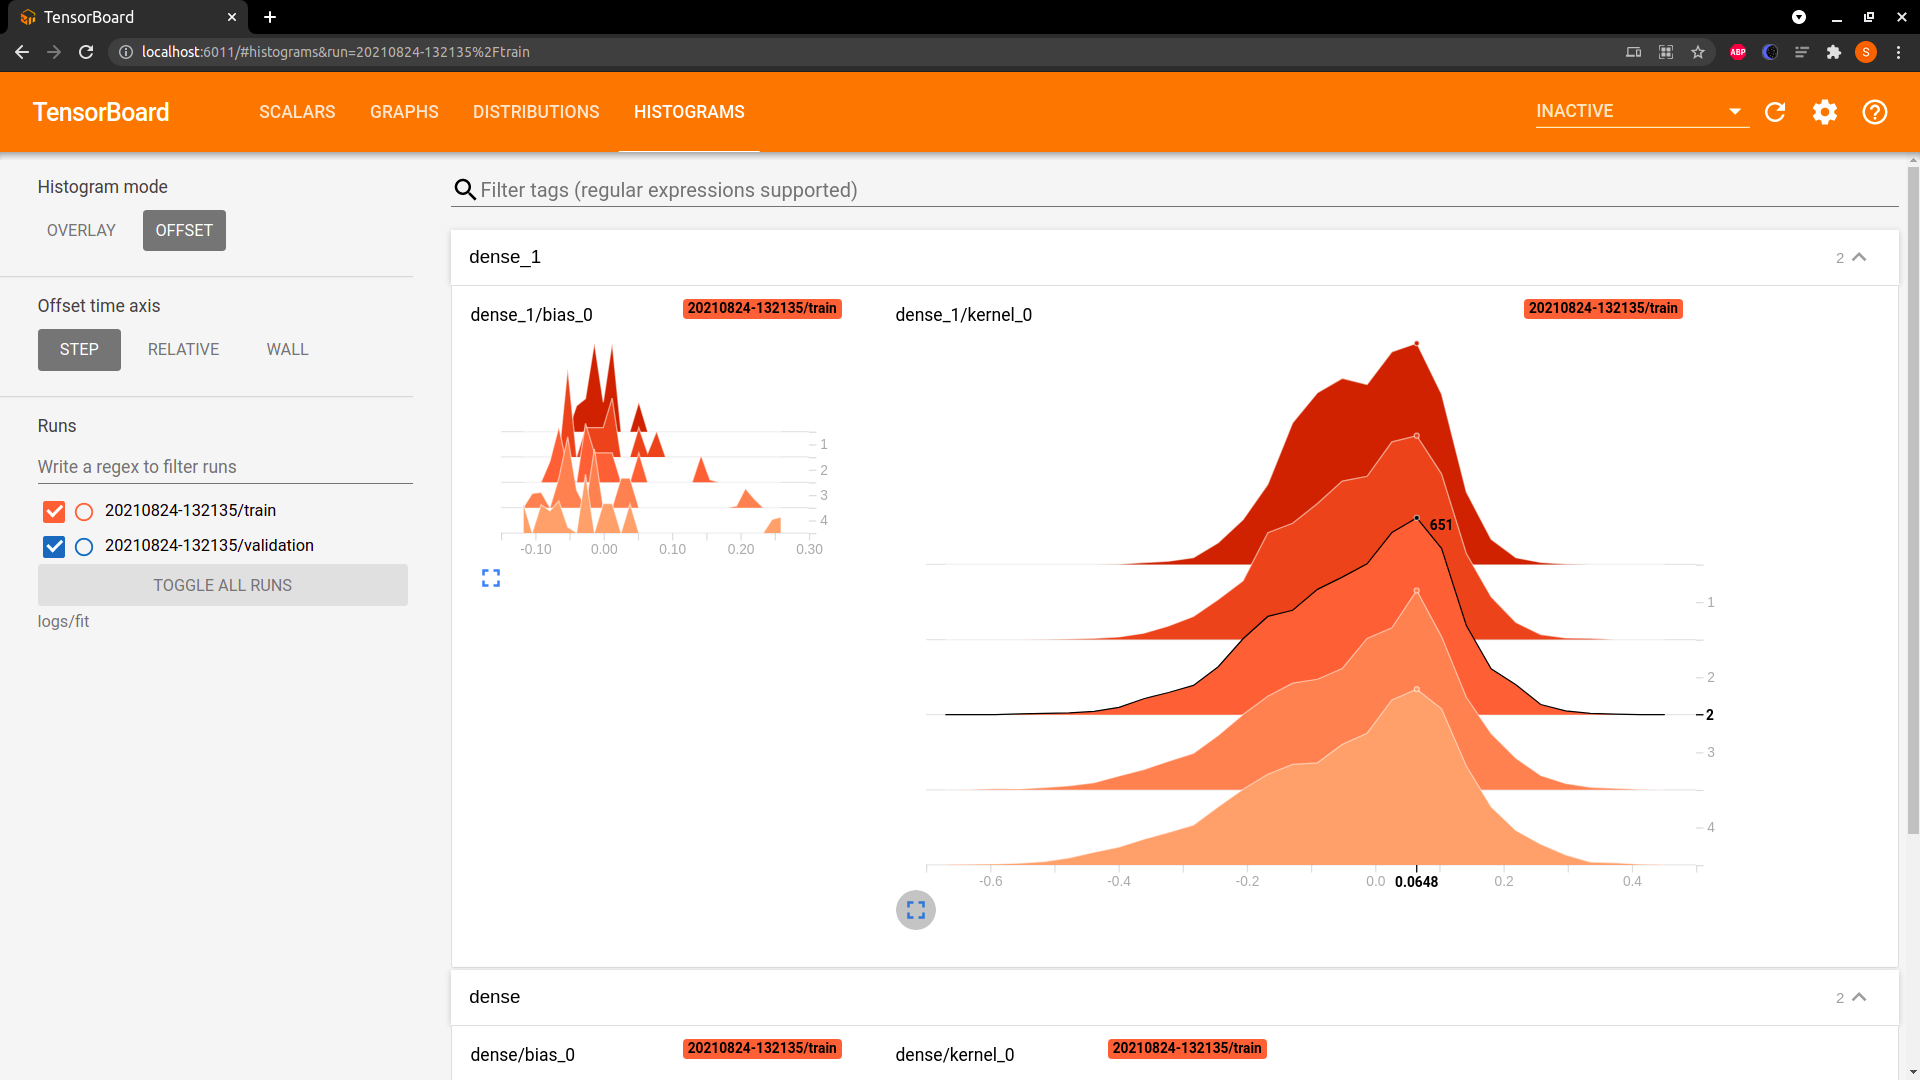 TensorBoard
localhost:6011/#histograms&run=20210824-132135%2Ftrain
ABP
S
TensorBoard
SCALARS
GRAPHS
DISTRIBUTIONS
HISTOGRAMS
INACTIVE
Histogram mode
OVERLAY
OFFSET
Offset time axis
STEP
RELATIVE
WALL
Runs
Write a regex to filter runs
20210824-132135/train
20210824-132135/validation
TOGGLE ALL RUNS
logs/fit
Filter tags (regular expressions supported)
dense_1
2
dense_1/bias_0
20210824-132135/train
1
2
3
4
-0.10 0.00 0.10 0.20 0.30
dense_1/kernel_0
20210824-132135/train
651
1
2
2
3
4
-0.6 -0.4 -0.2 0.0 0.0648 0.2 0.4
dense
2
dense/bias_0
20210824-132135/train
dense/kernel_0
20210824-132135/train